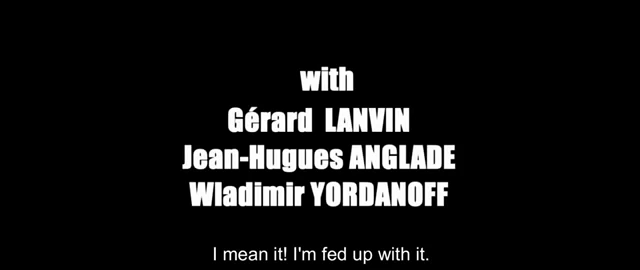 with
Gérard LANVIN
Jean-Hugues ANGLADE
Wladimir YORDANOFF
I mean it! I'm fed up with it.